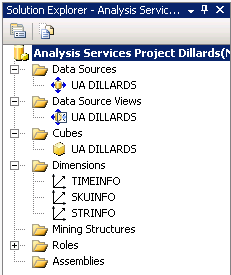 Solution Explorer - Analysis Servic...
Analysis Services Project Dillards(
Data Sources
UA DILLARDS
Data Source Views
UA DILLARDS
Cubes
UA DILLARDS
Dimensions
TIMEINFO
SKUINFO
STRINFO
Mining Structures
Roles
Assemblies